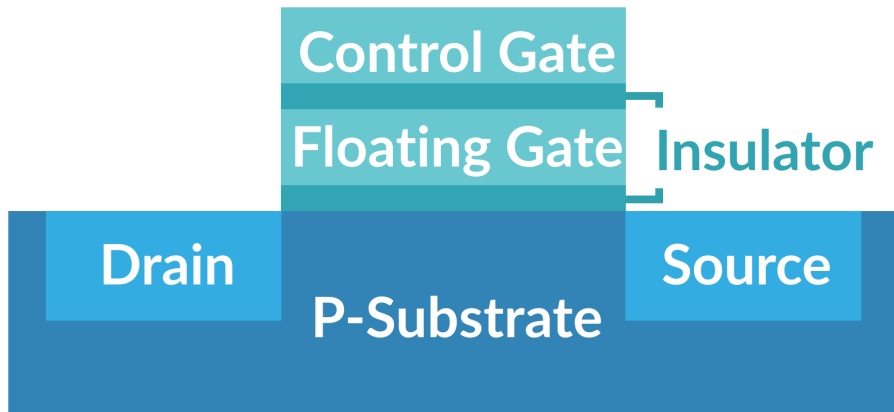 Control Gate
Floating Gate
Insulator
Drain
Source
P-Substrate